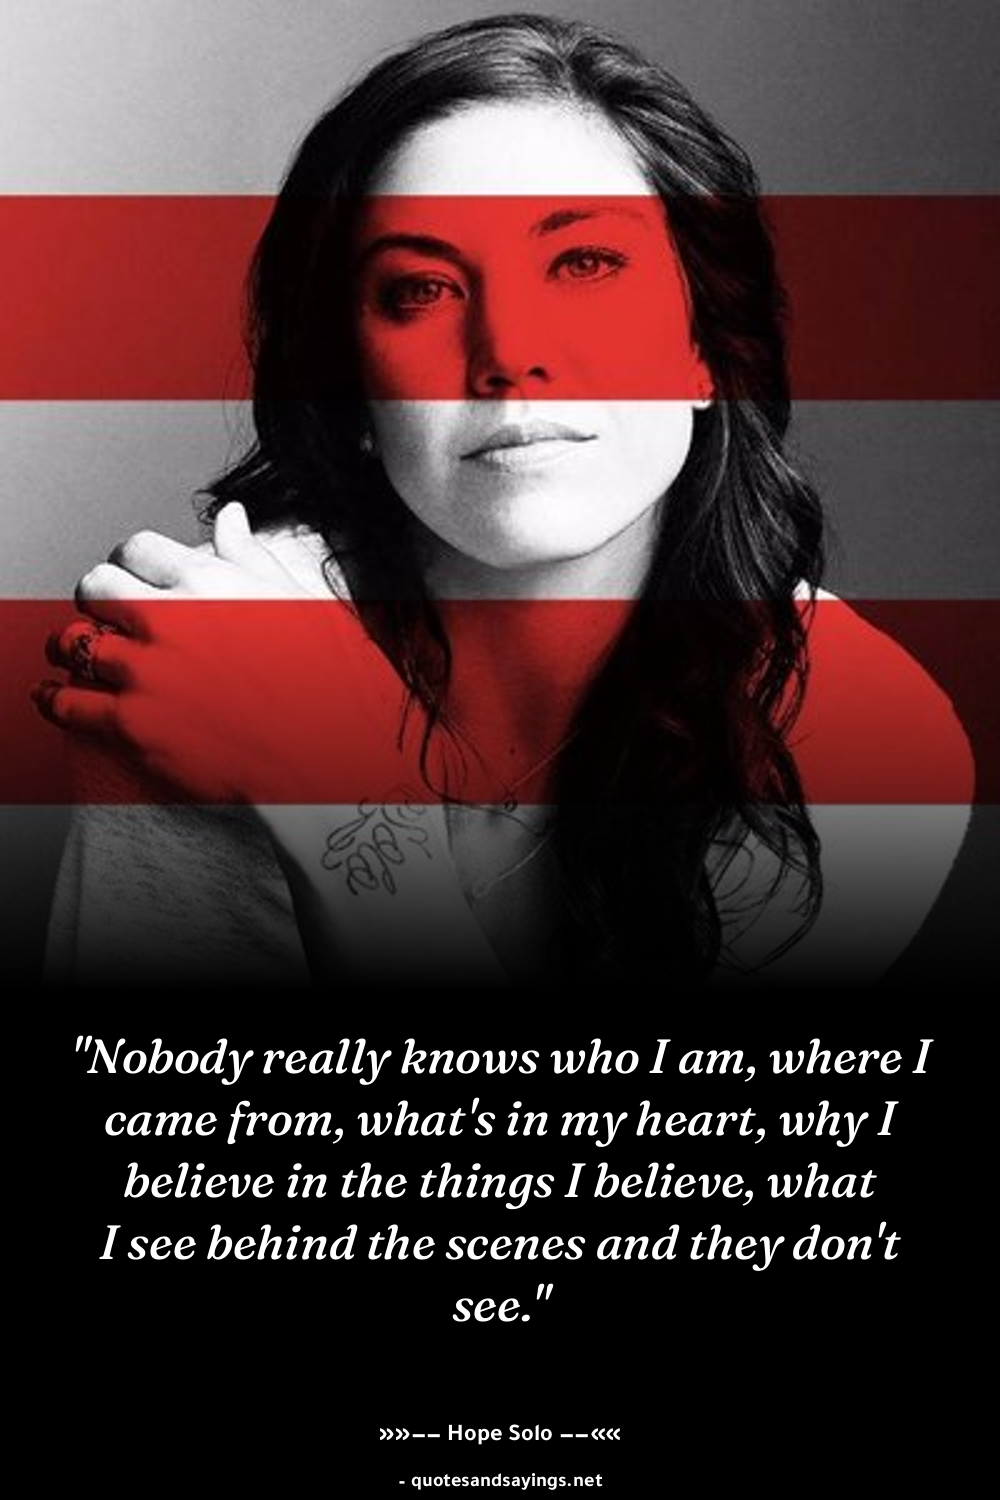 "Nobody really knows who I am, where I
came from, what's in my heart, why I
believe in the things I believe, what
I see behind the scenes and they don't
see."
»»-- Hope Solo --««
- quotesandsayings.net